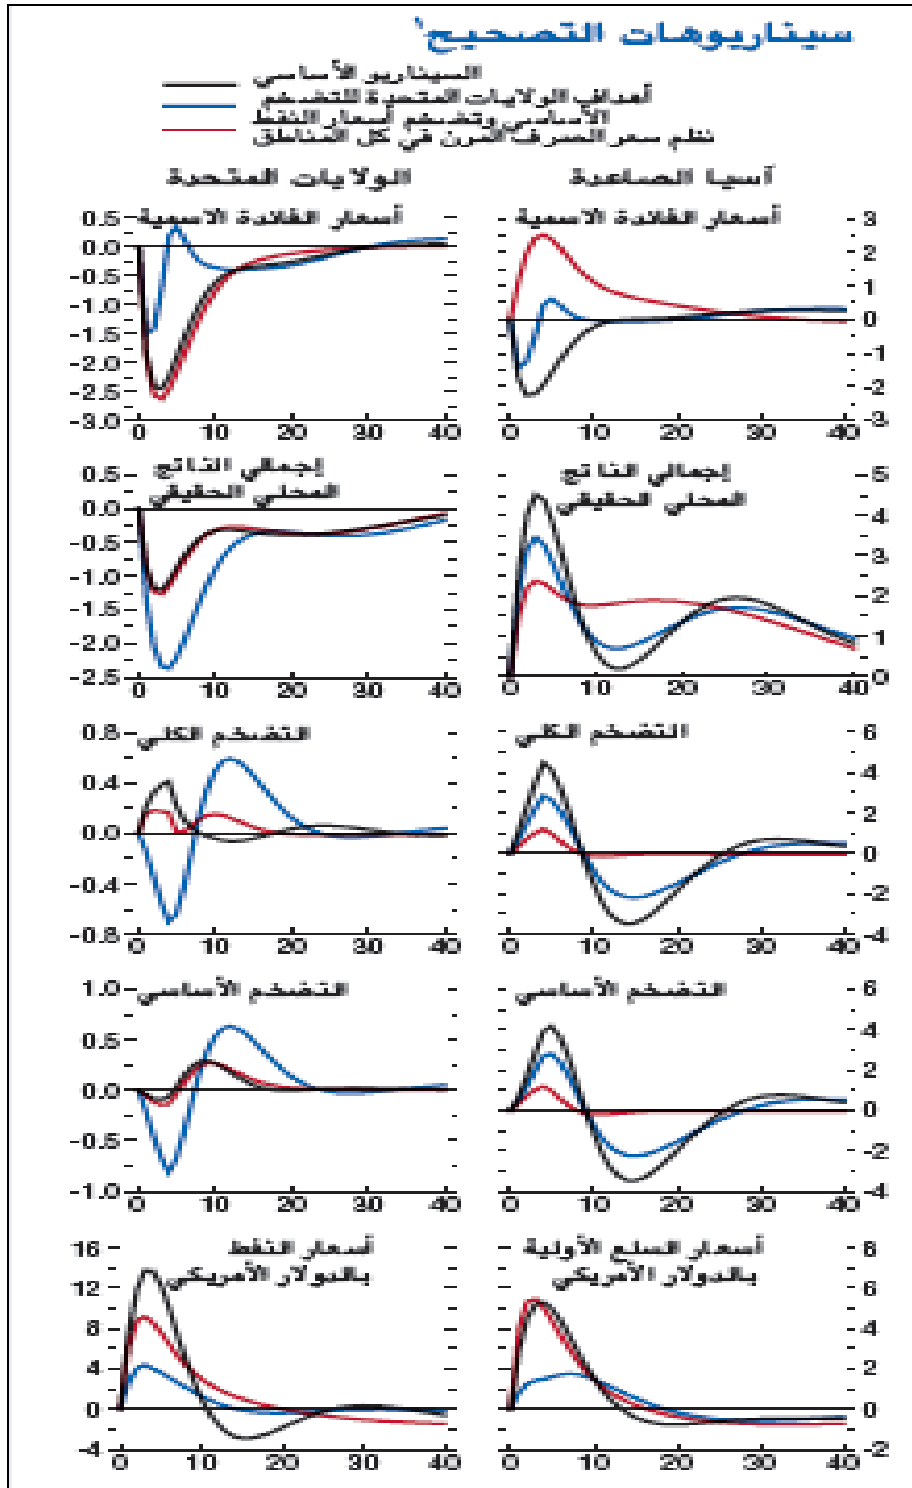 سيناريوهات التصحيح¹
السيناريو الأساسي
أهداف الولايات المتحدة للتضخم
الأساسي وتضخم أسعار النفط
نظم سعر الصرف المرن في كل المناطق
آسيا الصاعدة
الولايات المتحدة
أسعار الفائدة الاسمية
3
2
1
0
-1
-2
-3
0 10 20 30 40
أسعار الفائدة الاسمية
0.5
0.0
-0.5
-1.0
-1.5
-2.0
-2.5
-3.0
0 10 20 30 40
إجمالي الناتج
المحلي الحقيقي
5
4
3
2
1
0
0 10 20 30 40
إجمالي الناتج
المحلي الحقيقي
0.5
0.0
-0.5
-1.0
-1.5
-2.0
-2.5
0 10 20 30 40
التضخم الكلي
6
4
2
0
-2
-4
0 10 20 30 40
التضخم الكلي
0.8
0.4
0.0
-0.4
-0.8
0 10 20 30 40
التضخم الأساسي
6
4
2
0
-2
-4
0 10 20 30 40
التضخم الأساسي
1.0
0.5
0.0
-0.5
-1.0
0 10 20 30 40
أسعار السلع الأولية
بالدولار الأمريكي
8
6
4
2
0
-2
0 10 20 30 40
أسعار النفط
بالدولار الأمريكي
16
12
8
4
0
-4
0 10 20 30 40